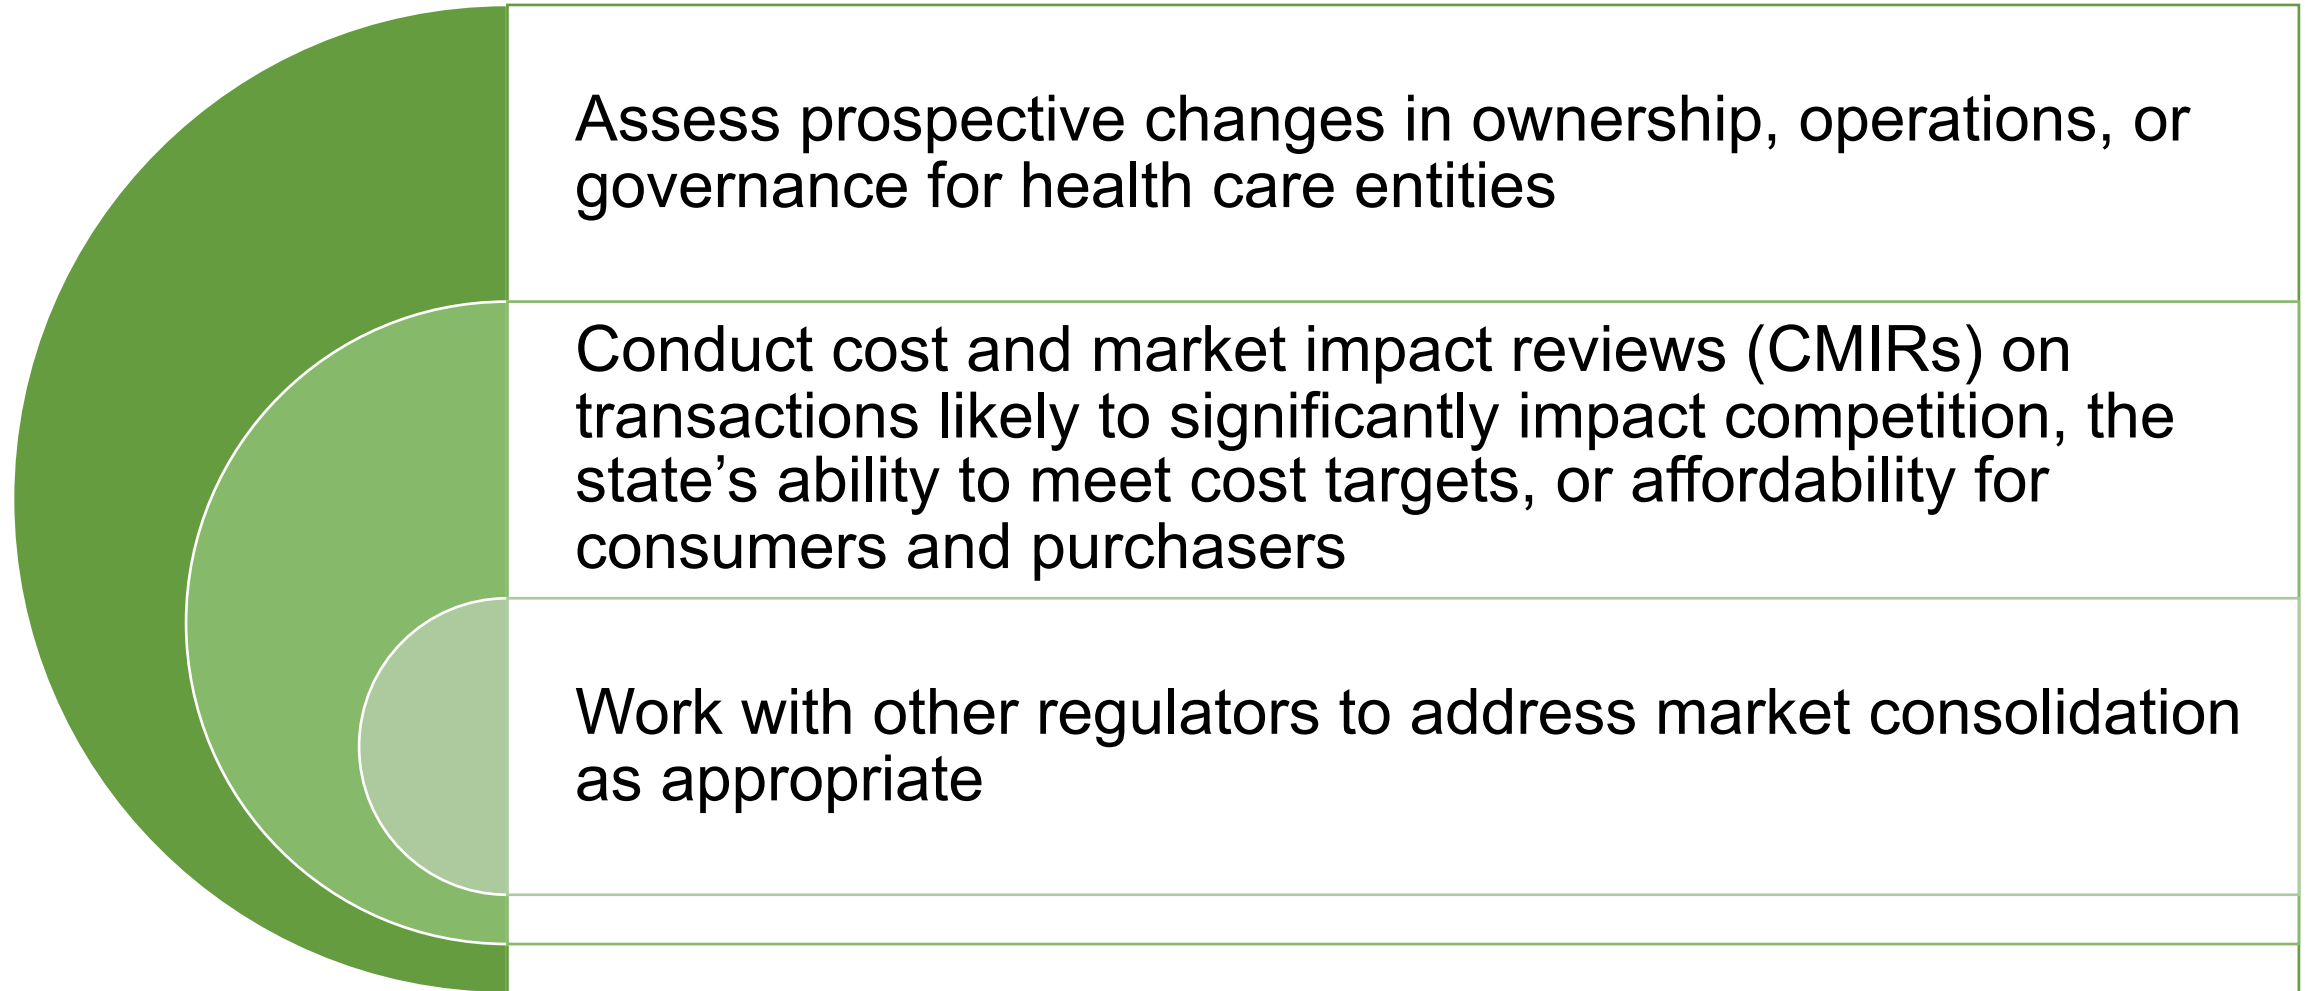 Assess prospective changes in ownership, operations, or
governance for health care entities
Conduct cost and market impact reviews (CMIRs) on
transactions likely to significantly impact competition, the
state’s ability to meet cost targets, or affordability for
consumers and purchasers
Work with other regulators to address market consolidation
as appropriate